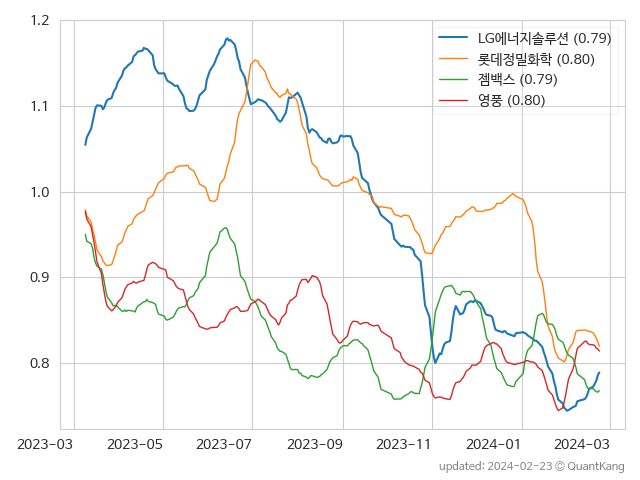 1.2
1.1
1.0
0.9
0.8
LG에너지솔루션 (0.79)
롯데정밀화학 (0.80)
젬백스 (0.79)
영풍 (0.80)
2023-03 2023-05 2023-07 2023-09 2023-11 2024-01 2024-03
updated: 2024-02-23 © QuantKang